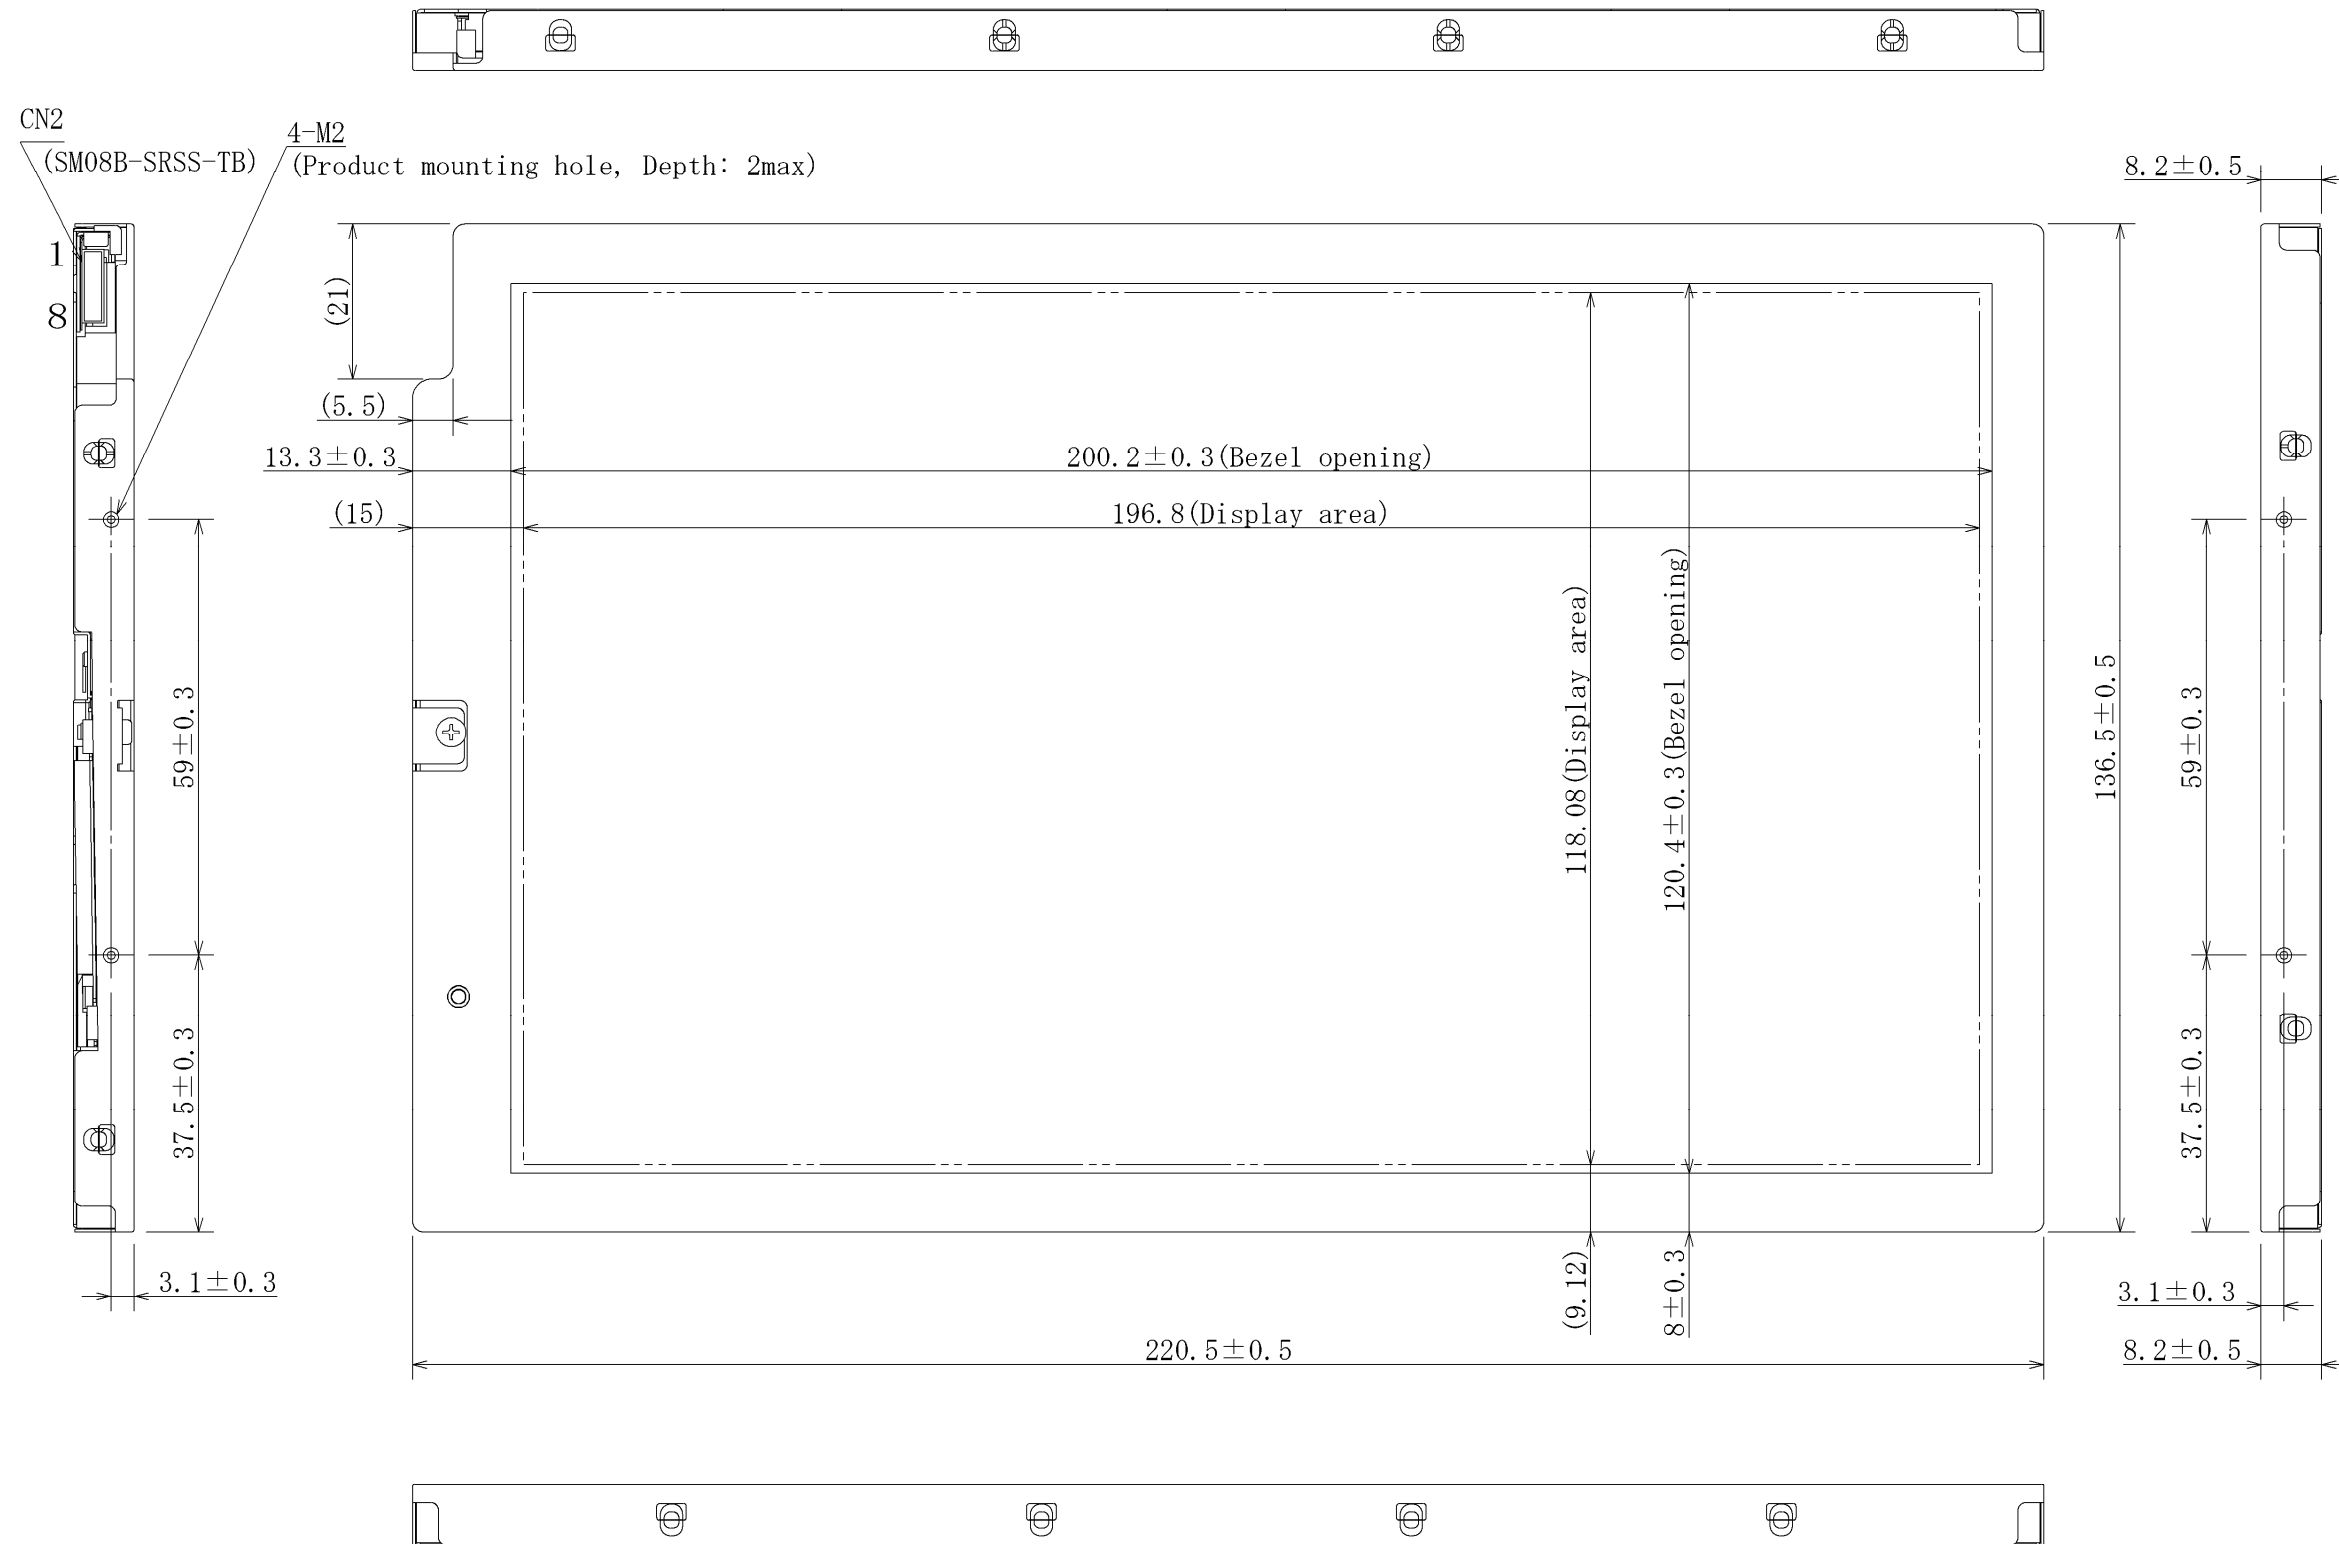 CN2
(SM08B-SRSS-TB)
4-M2
(Product mounting hole, Depth: 2max)
8.2±0.5
1
8
(21)
(5.5)
13.3±0.3
200.2±0.3(Bezel opening)
(15)
196.8(Display area)
118.08(Display area)
120.4±0.3(Bezel opening)
136.5±0.5
59±0.3
59±0.3
37.5±0.3
37.5±0.3
3.1±0.3
(9.12)
8±0.3
3.1±0.3
220.5±0.5
8.2±0.5